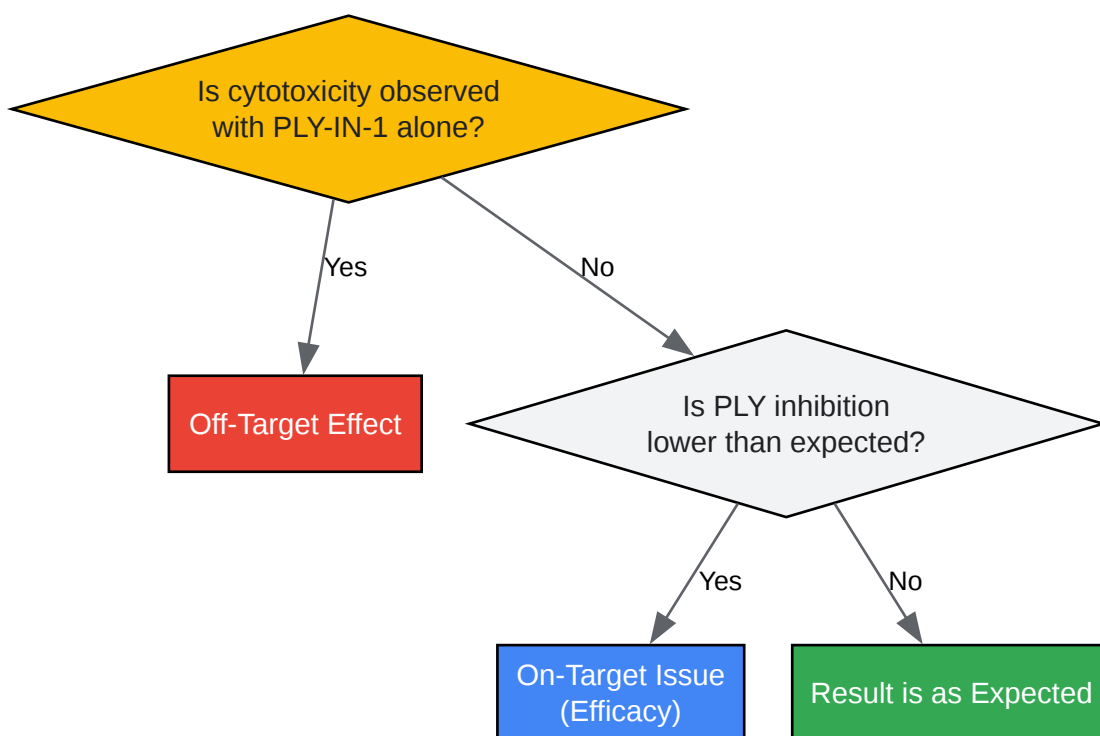 Is cytotoxicity observed
with PLY-IN-1 alone?
Yes
No
Off-Target Effect
Is PLY inhibition
lower than expected?
Yes
No
On-Target Issue
(Efficacy)
Result is as Expected